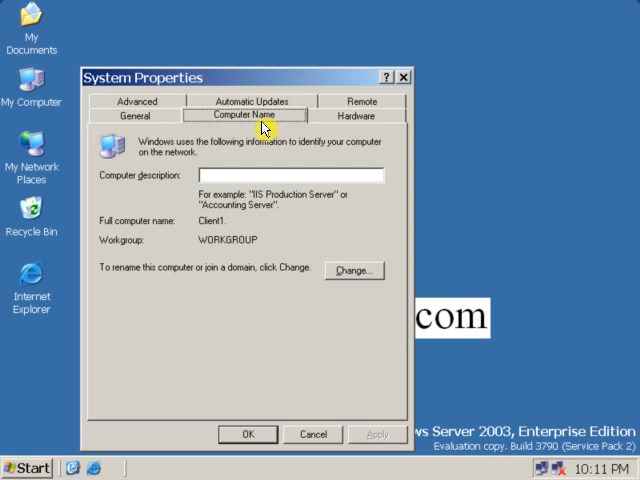 My
Documents
My Computer
My Network
Places
Recycle Bin
Internet
Explorer
System Properties
Advanced
Automatic Updates
Remote
General
Computer Name
Hardware
Windows uses the following information to identify your computer
on the network.
Computer description:
For example: "IIS Production Server" or
"Accounting Server".
Full computer name:
Client1.
Workgroup:
WORKGROUP
To rename this computer or join a domain, click Change.
Change...
OK
Cancel
Apply
com
ws Server 2003, Enterprise Edition
Evaluation copy. Build 3790 (Service Pack 2)
Start
10:11 PM